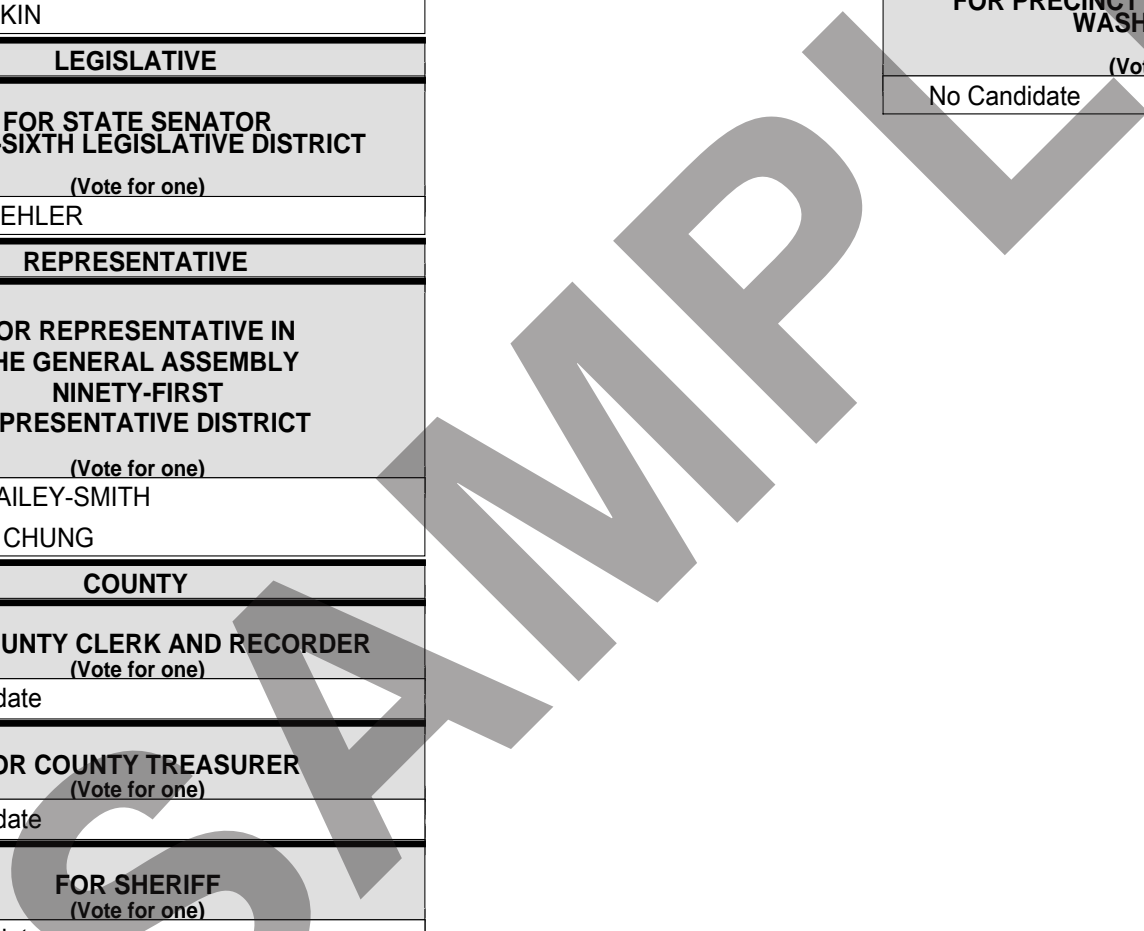 KIN
LEGISLATIVE
FOR STATE SENATOR
-SIXTH LEGISLATIVE DISTRICT
(Vote for one)
EHLER
REPRESENTATIVE
OR REPRESENTATIVE IN
HE GENERAL ASSEMBLY
NINETY-FIRST
PRESENTATIVE DISTRICT
(Vote for one)
AILEY-SMITH
CHUNG
COUNTY
UNTY CLERK AND RECORDER
(Vote for one)
date
OR COUNTY TREASURER
(Vote for one)
date
FOR SHERIFF
(Vote for one)
FOR PRECINCT
WASH
(Vot
No Candidate
SAMPL